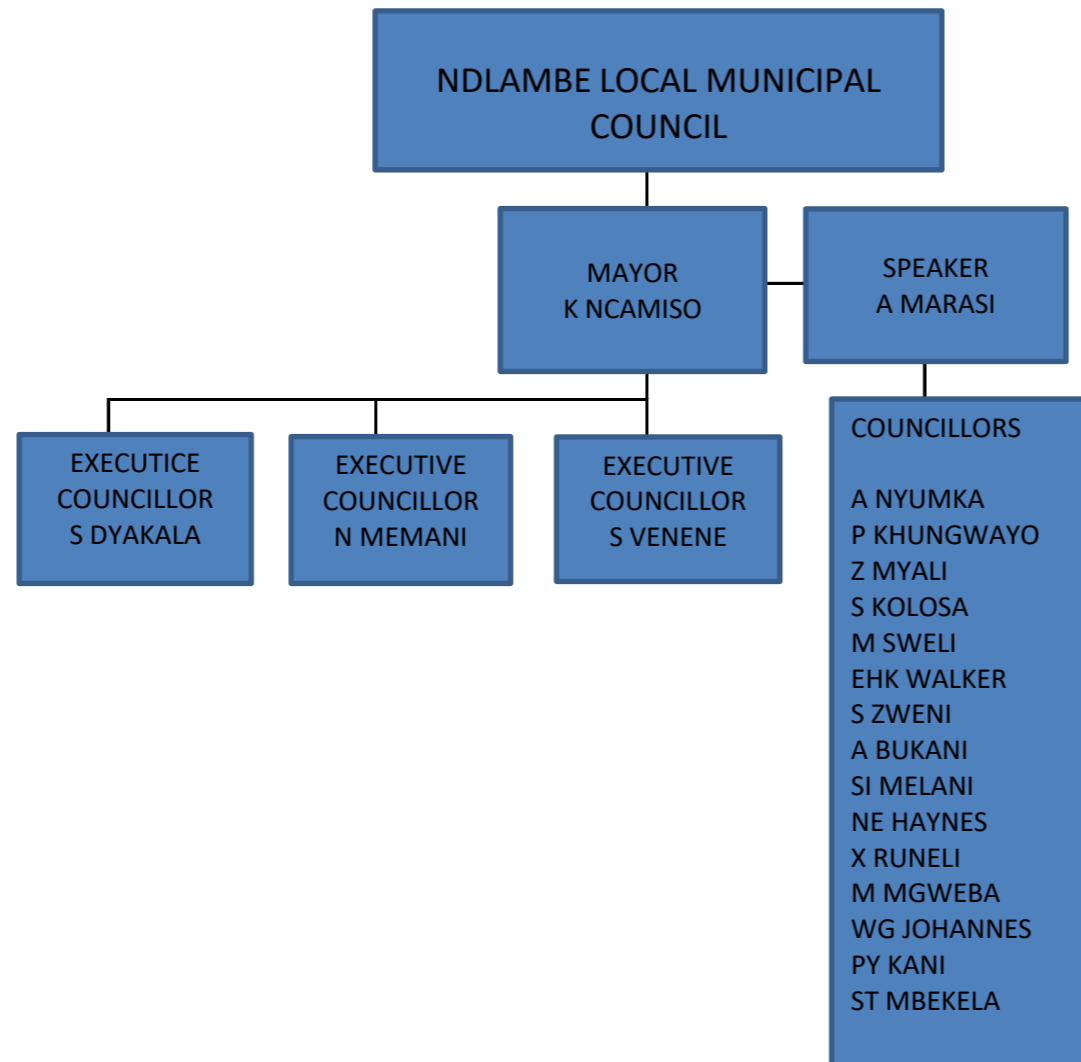 NDLAMBE LOCAL MUNICIPAL
COUNCIL
MAYOR
K NCAMISO
SPEAKER
A MARASI
EXECUTICE
COUNCILLOR
S DYAKALA
EXECUTIVE
COUNCILLOR
N MEMANI
EXECUTIVE
COUNCILLOR
S VENENE
COUNCILLORS
A NYUMKA
P KHUNGWAYO
Z MYALI
S KOLOSA
M SWELI
EHK WALKER
S ZWENI
A BUKANI
SI MELANI
NE HAYNES
X RUNELI
M MGWEBA
WG JOHANNES
PY KANI
ST MBEKELA